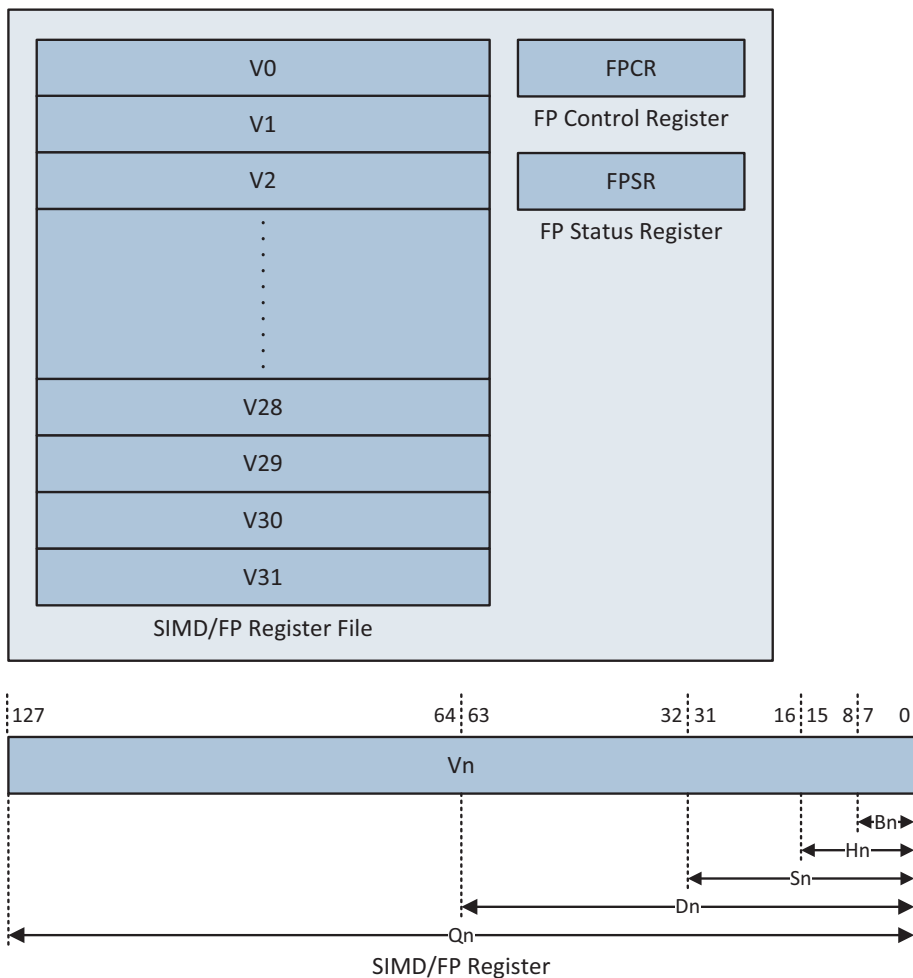 V0
FPCR
FP Control Register
V1
V2
FPSR
FP Status Register
V28
V29
V30
V31
SIMD/FP Register File
127 64 63 32 31 16 15 8 7 0
Vn
Bn
Hn
Sn
Dn
Qn
SIMD/FP Register